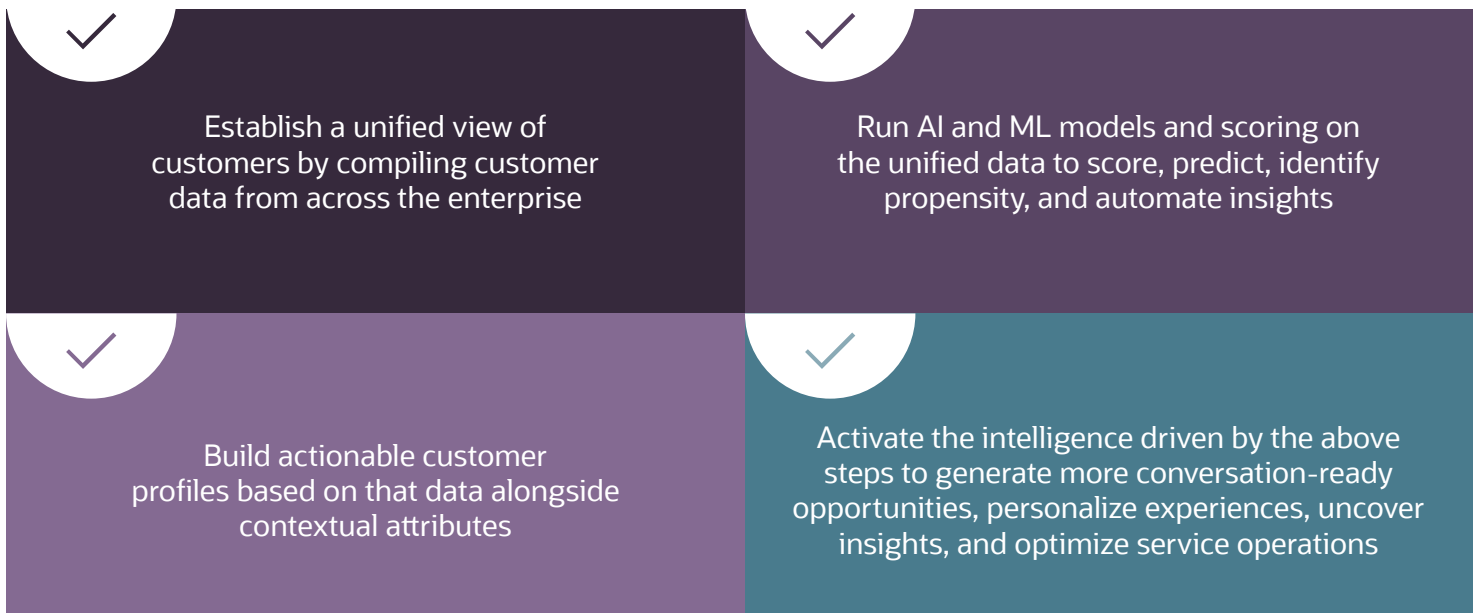 Establish a unified view of
customers by compiling customer
data from across the enterprise
Run AI and ML models and scoring on
the unified data to score, predict, identify
propensity, and automate insights
Build actionable customer
profiles based on that data alongside
contextual attributes
Activate the intelligence driven by the above
steps to generate more conversation-ready
opportunities, personalize experiences, uncover
insights, and optimize service operations